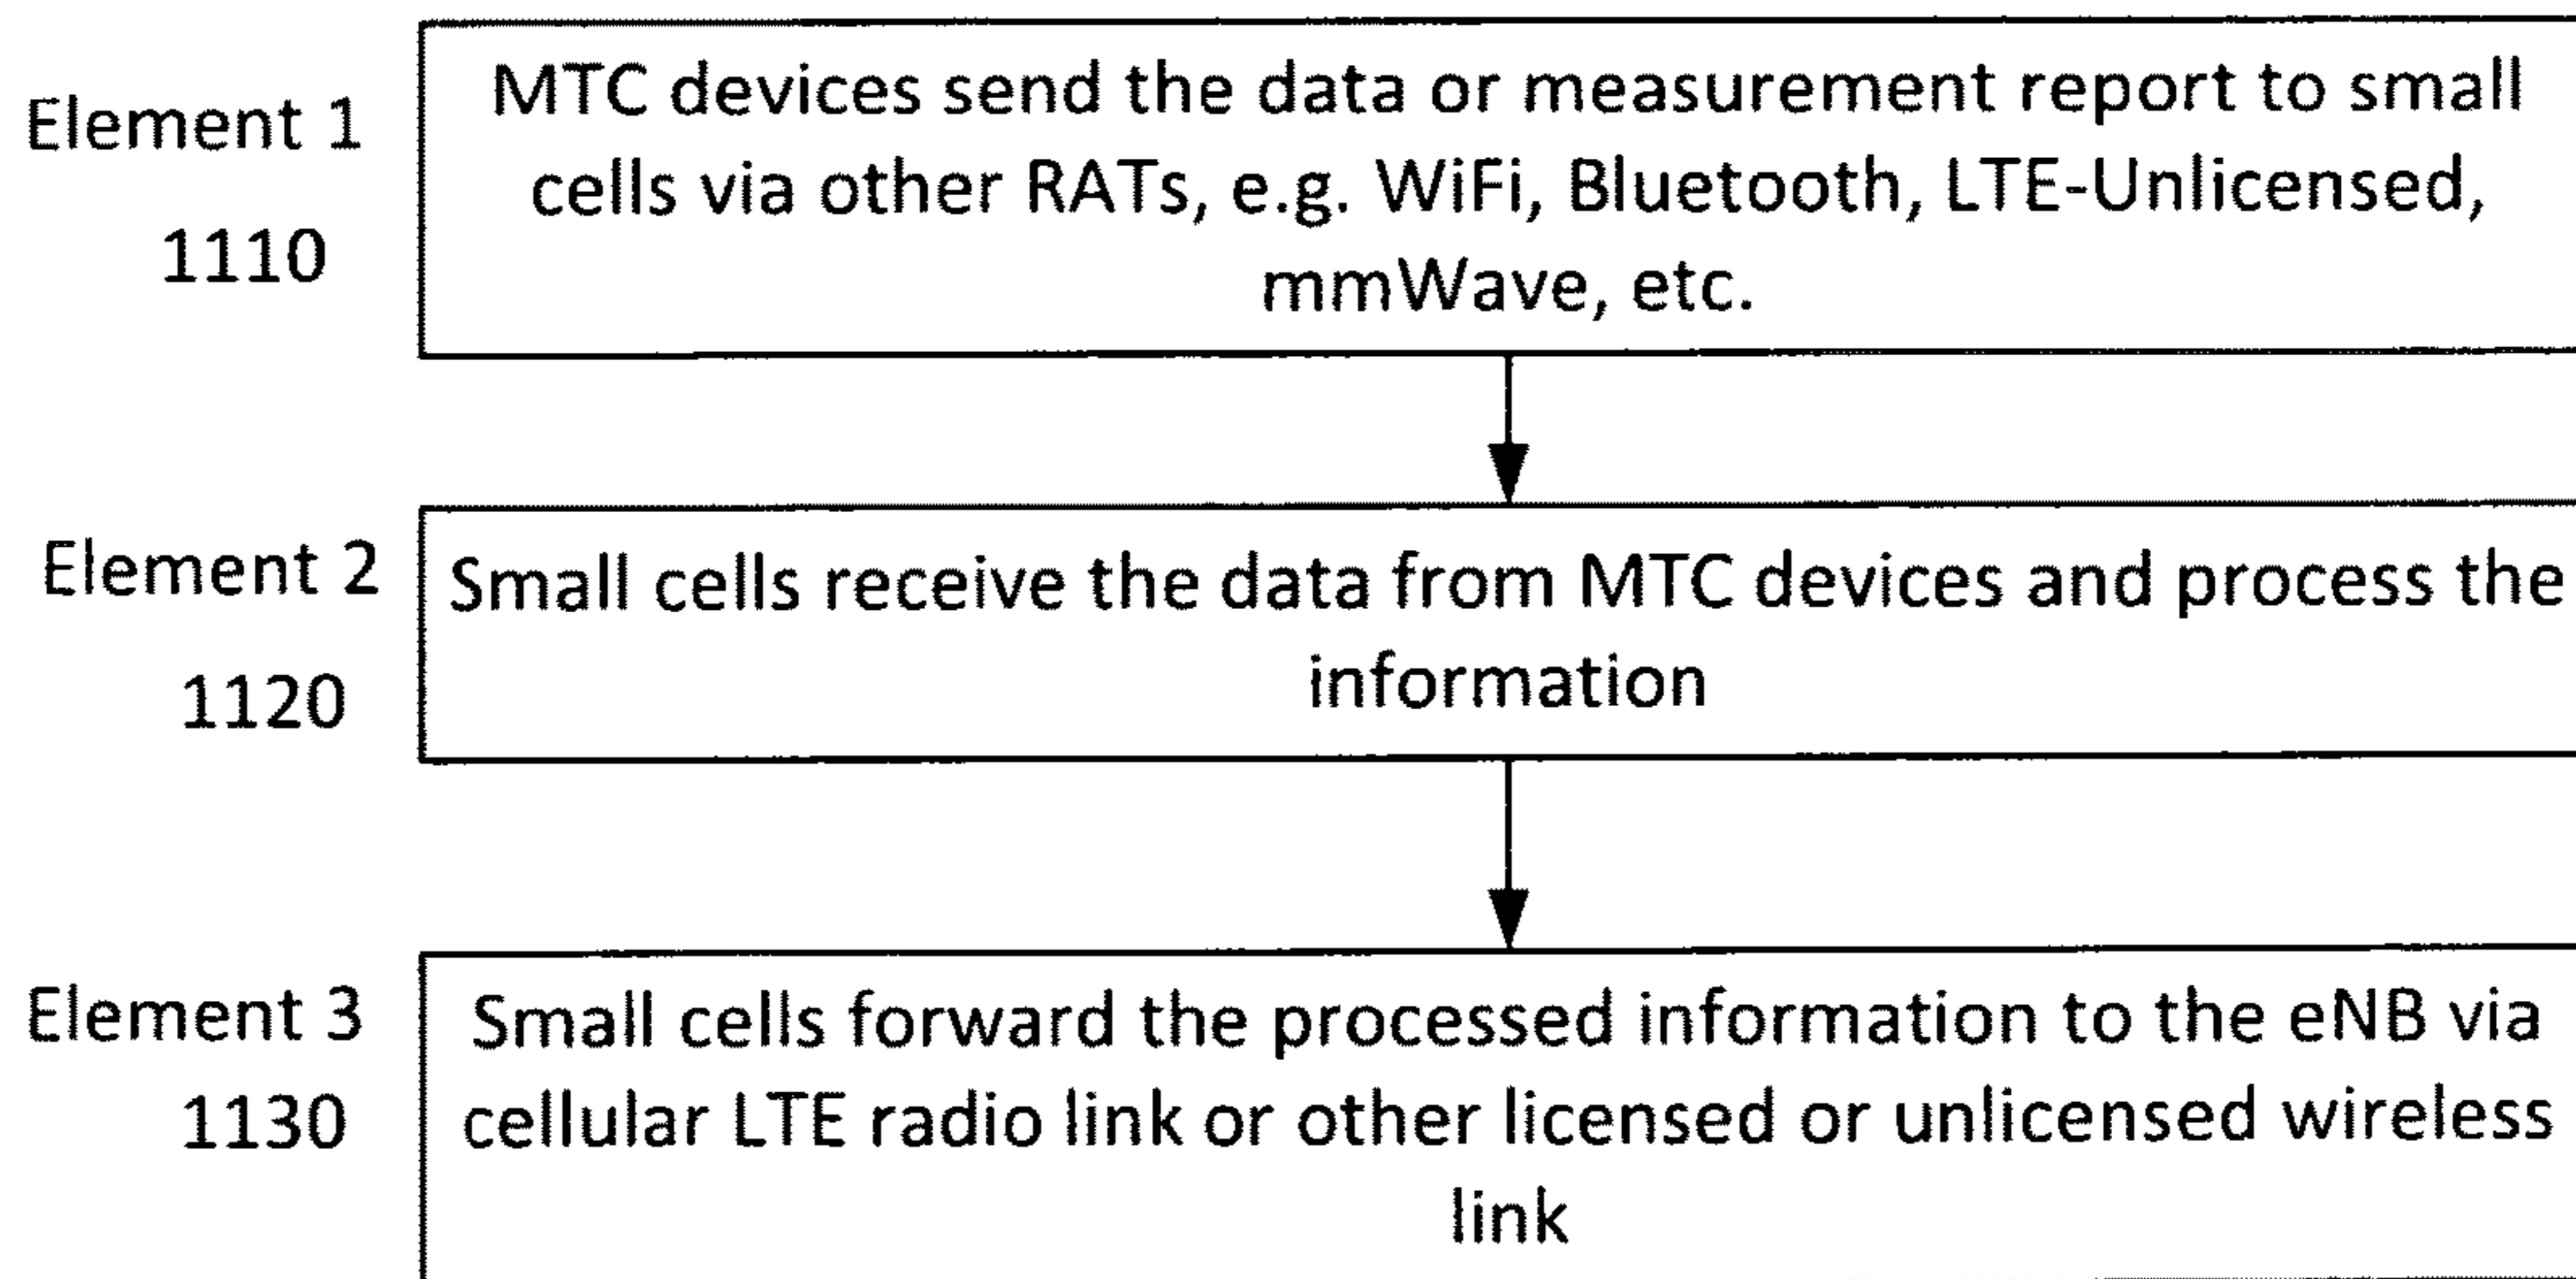 Element 1
1110
MTC devices send the data or measurement report to small
cells via other RATs, e.g. WiFi, Bluetooth, LTE-Unlicensed,
mmWave, etc.
Element 2
1120
Small cells receive the data from MTC devices and process the
information
Element 3
1130
Small cells forward the processed information to the eNB via
cellular LTE radio link or other licensed or unlicensed wireless
link